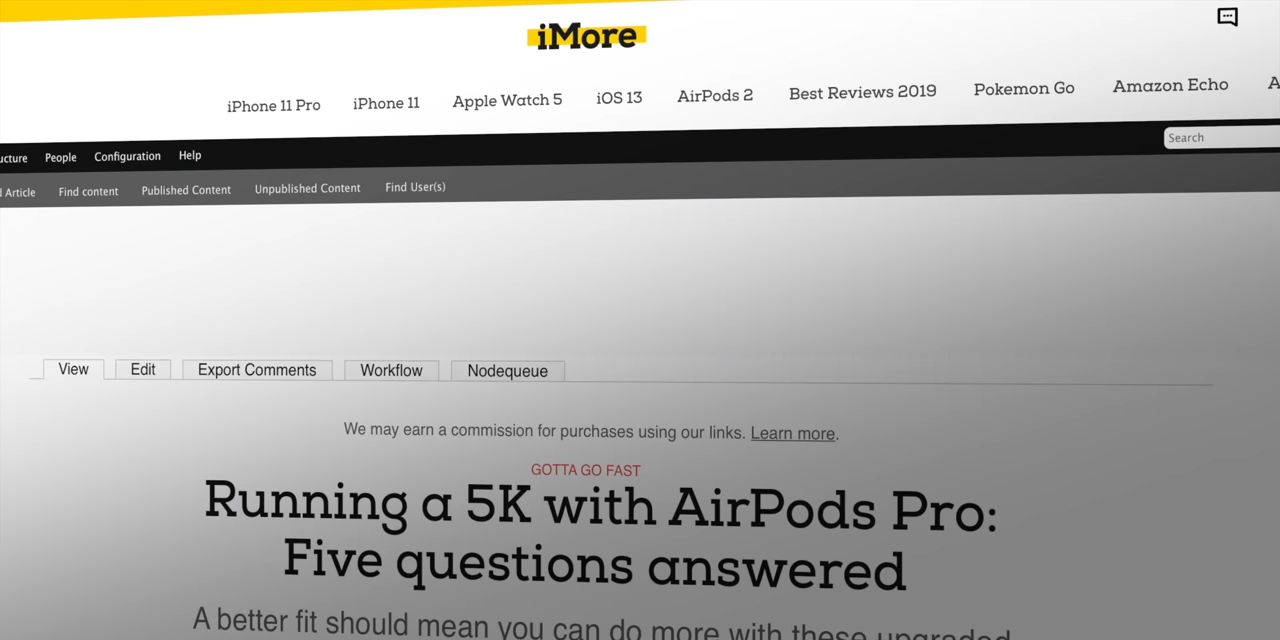 iMore
iPhone 11 Pro iPhone 11 Apple Watch 5 iOS 13 AirPods 2 Best Reviews 2019 Pokemon Go Amazon Echo A
ucture People Configuration Help Search
Article Find content Published Content Unpublished Content Find User(s)
View Edit Export Comments Workflow Nodequeue
We may earn a commission for purchases using our links. Learn more.
GOTTA GO FAST
Running a 5K with AirPods Pro:
Five questions answered
A better fit should mean you can do more with these upgraded